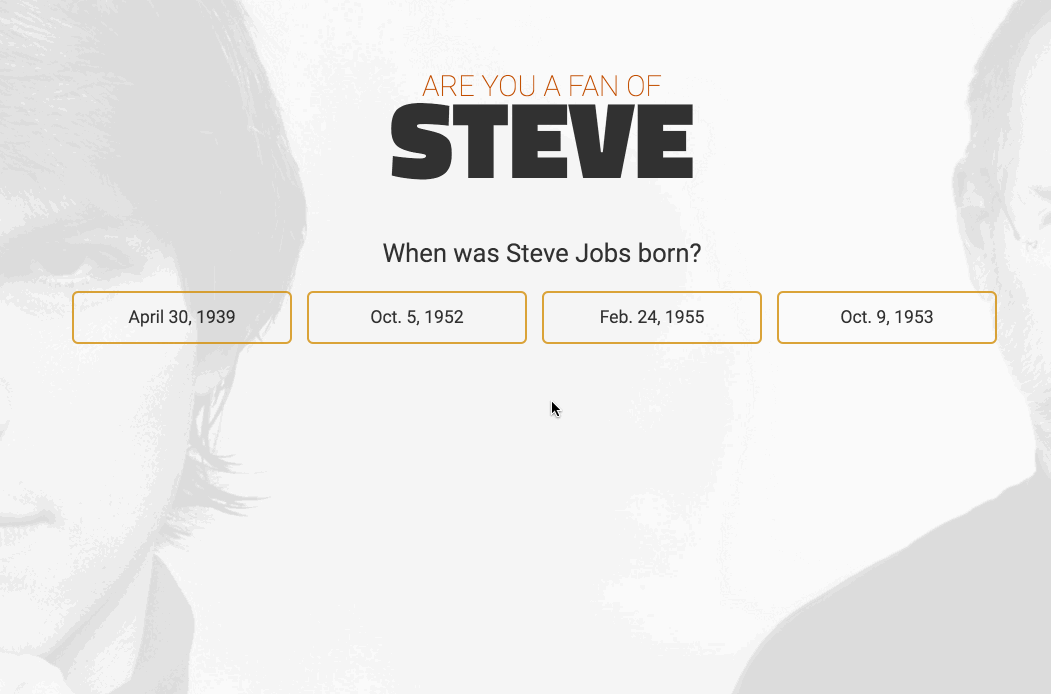 ARE YOU A FAN OF
STEVE
When was Steve Jobs born?
April 30, 1939
Oct. 5, 1952
Feb. 24, 1955
Oct. 9, 1953